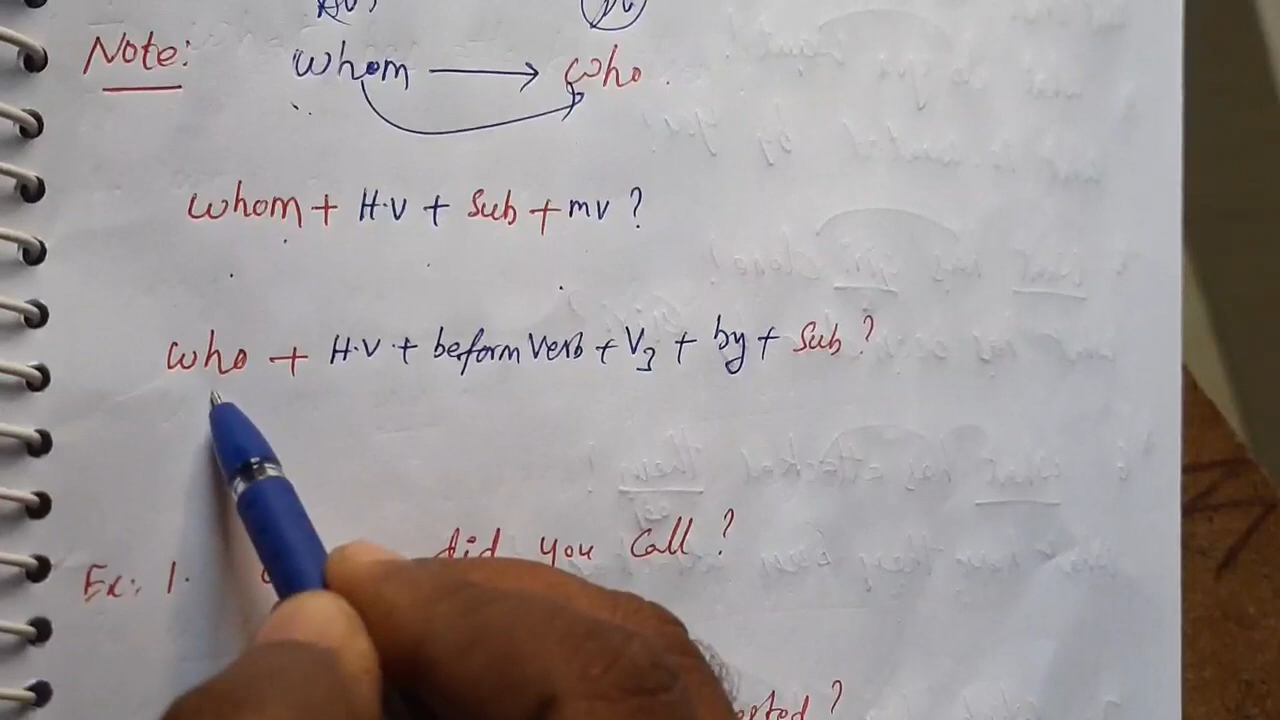 Note: Whom → who.
whom + H.V + Sub + mv ?
who + H.V + beform Verb + V3 + by + Sub ?
Ex: 1. did you Call ?